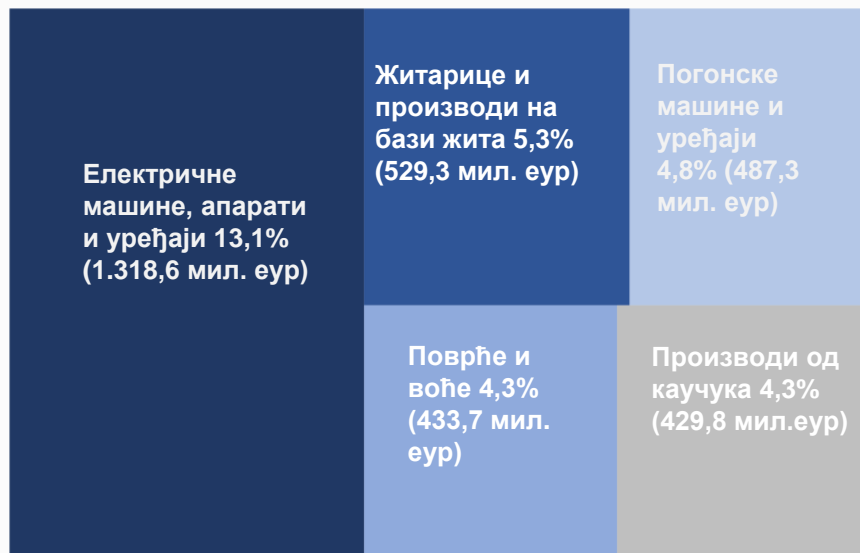 Електричне
машине, апарати
и уређаји 13,1%
(1.318,6 мил. еур)
Житарице и
производи на
бази жита 5,3%
(529,3 мил. еур)
Погонске
машине и
уређаји
4,8% (487,3
мил. еур)
Поврће и
воће 4,3%
(433,7 мил.
еур)
Производи од
каучука 4,3%
(429,8 мил.еур)